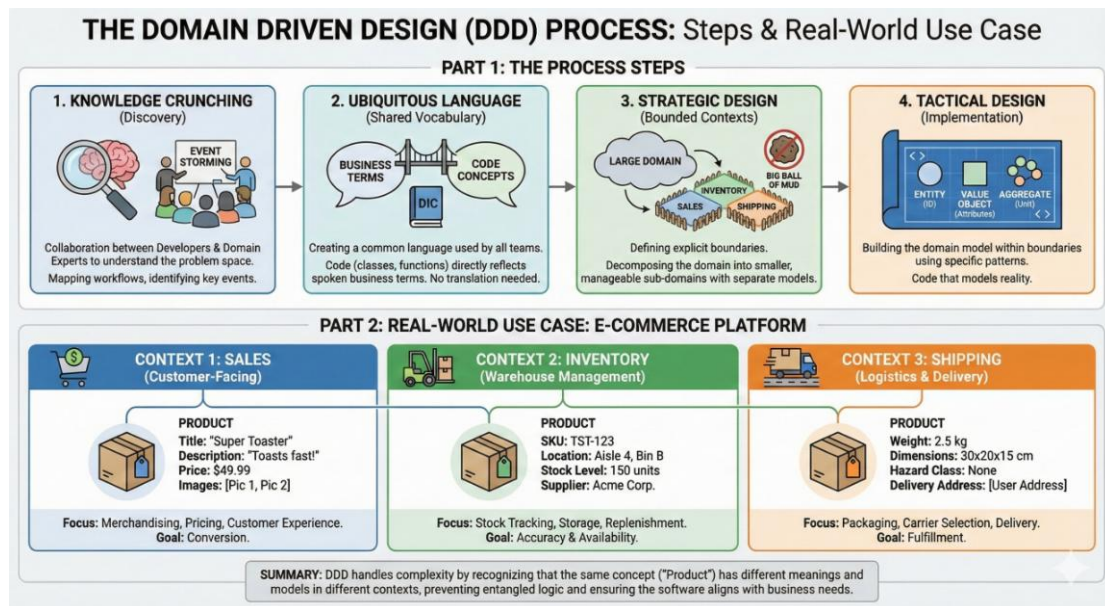 THE DOMAIN DRIVEN DESIGN (DDD) PROCESS: Steps & Real-World Use Case
PART 1: THE PROCESS STEPS
1. KNOWLEDGE CRUNCHING
(Discovery)
EVENT
STORMING
Collaboration between Developers & Domain
Experts to understand the problem space.
Mapping workflows, identifying key events.
2. UBIQUITOUS LANGUAGE
(Shared Vocabulary)
BUSINESS
TERMS
CODE
CONCEPTS
DIC
Creating a common language used by all teams.
Code (classes, functions) directly reflects
spoken business terms. No translation needed.
3. STRATEGIC DESIGN
(Bounded Contexts)
LARGE DOMAIN
BIG BALL
OF MUD
INVENTORY
SALES
SHIPPING
Defining explicit boundaries.
Decomposing the domain into smaller,
manageable sub-domains with separate models.
4. TACTICAL DESIGN
(Implementation)
< >
ENTITY
(ID)
VALUE
OBJECT
(Attributes)
AGGREGATE
(Unit)
< >
Building the domain model within boundaries
using specific patterns.
Code that models reality.
PART 2: REAL-WORLD USE CASE: E-COMMERCE PLATFORM
$
CONTEXT 1: SALES
(Customer-Facing)
PRODUCT
Title: "Super Toaster"
Description: "Toasts fast!"
Price: $49.99
Images: [Pic 1, Pic 2]
Focus: Merchandising, Pricing, Customer Experience.
Goal: Conversion.
CONTEXT 2: INVENTORY
(Warehouse Management)
PRODUCT
SKU: TST-123
Location: Aisle 4, Bin B
Stock Level: 150 units
Supplier: Acme Corp.
Focus: Stock Tracking, Storage, Replenishment.
Goal: Accuracy & Availability.
CONTEXT 3: SHIPPING
(Logistics & Delivery)
PRODUCT
Weight: 2.5 kg
Dimensions: 30x20x15 cm
Hazard Class: None
Delivery Address: [User Address]
Focus: Packaging, Carrier Selection, Delivery.
Goal: Fulfillment.
SUMMARY: DDD handles complexity by recognizing that the same concept ("Product") has different meanings and
models in different contexts, preventing entangled logic and ensuring the software aligns with business needs.